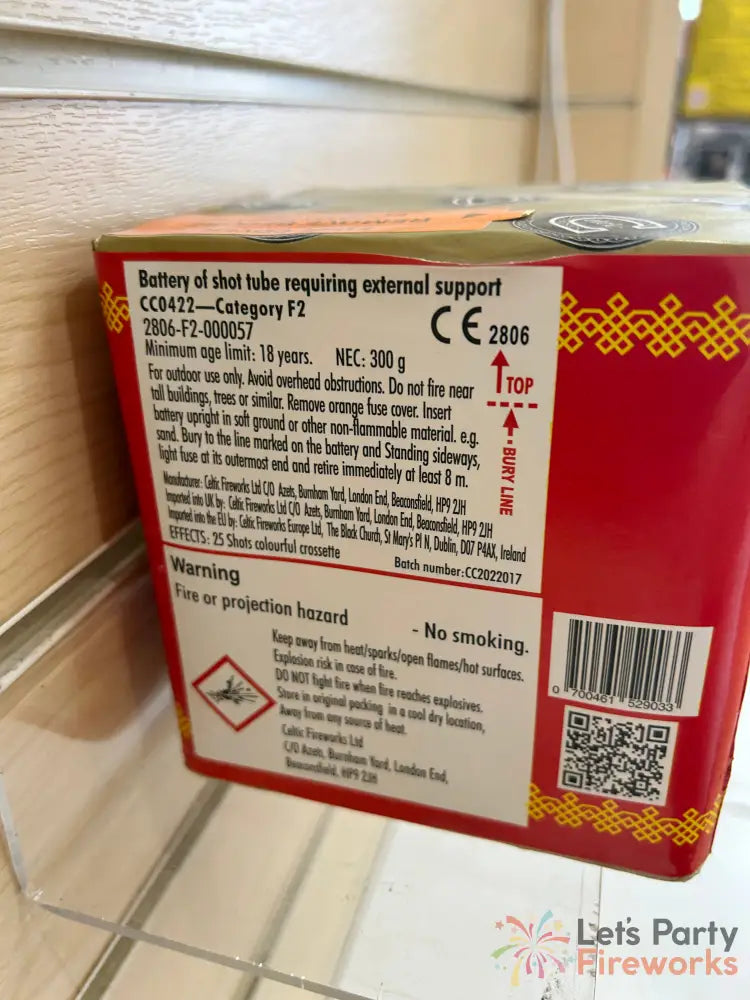 Battery of shot tube requiring external support
CC0422—Category F2
2806-F2-000057
CE 2806
Minimum age limit: 18 years. NEC: 300 g
For outdoor use only. Avoid overhead obstructions. Do not fire near
tall buildings, trees or similar. Remove orange fuse cover. Insert
battery upright in soft ground or other non-flammable material. e.g.
sand. Bury to the line marked on the battery and Standing sideways,
light fuse at its outermost end and retire immediately at least 8 m.
TOP
BURY LINE
Manufacturer: Celtic Fireworks Ltd C/O Azets, Burnham Yard, London End, Beaconsfield, HP9 2JH
Imported into UK by: Celtic Fireworks Ltd C/O Azets, Burnham Yard, London End, Beaconsfield, HP9 2JH
Imported into the EU by: Celtic Fireworks Europe Ltd, The Black Church, St Mary's Pl N, Dublin, D07 P4AX, Ireland
EFFECTS: 25 Shots colourful crossette
Batch number:CC2022017
Warning
Fire or projection hazard
- No smoking.
Keep away from heat/sparks/open flames/hot surfaces.
Explosion risk in case of fire.
DO NOT fight fire when fire reaches explosives.
Store in original packing in a cool dry location,
Away from any source of heat.
Celtic Fireworks Ltd
C/O Azets, Burnham Yard, London End,
Beaconsfield, HP9 2JH
0 700461 529033
Let's Party
Fireworks